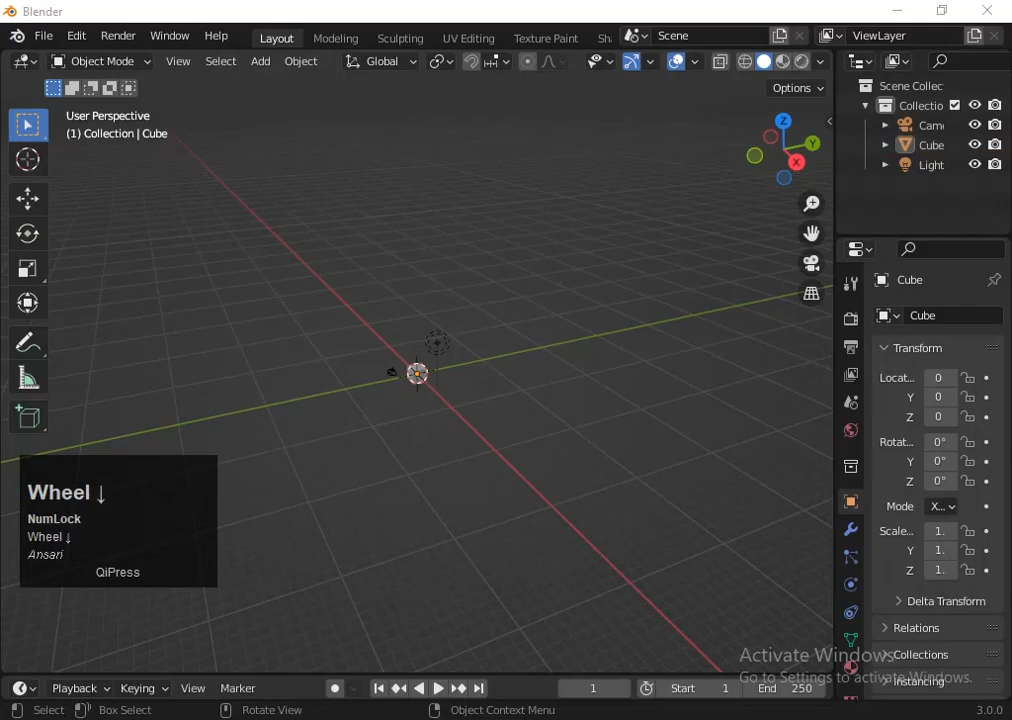 Blender
File Edit Render Window Help Layout Modeling Sculpting UV Editing Texture Paint Sh Scene ViewLayer
Object Mode View Select Add Object Global
Options
User Perspective
(1) Collection | Cube
Z
Y
X
Scene Collec
Collectio
Came
Cube
Light
Cube
Cube
Transform
Locat... 0
Y 0
Z 0
Rotat... 0°
Y 0°
Z 0°
Mode X...
Scale... 1.
Y 1.
Z 1.
Delta Transform
Relations
Collections
Instancing
Wheel ↓
NumLock
Wheel ↓
Ansari
QiPress
Activate Windows
Go to Settings to activate Windows.
Playback Keying View Marker 1 Start 1 End 250
Select Box Select Rotate View Object Context Menu 3.0.0